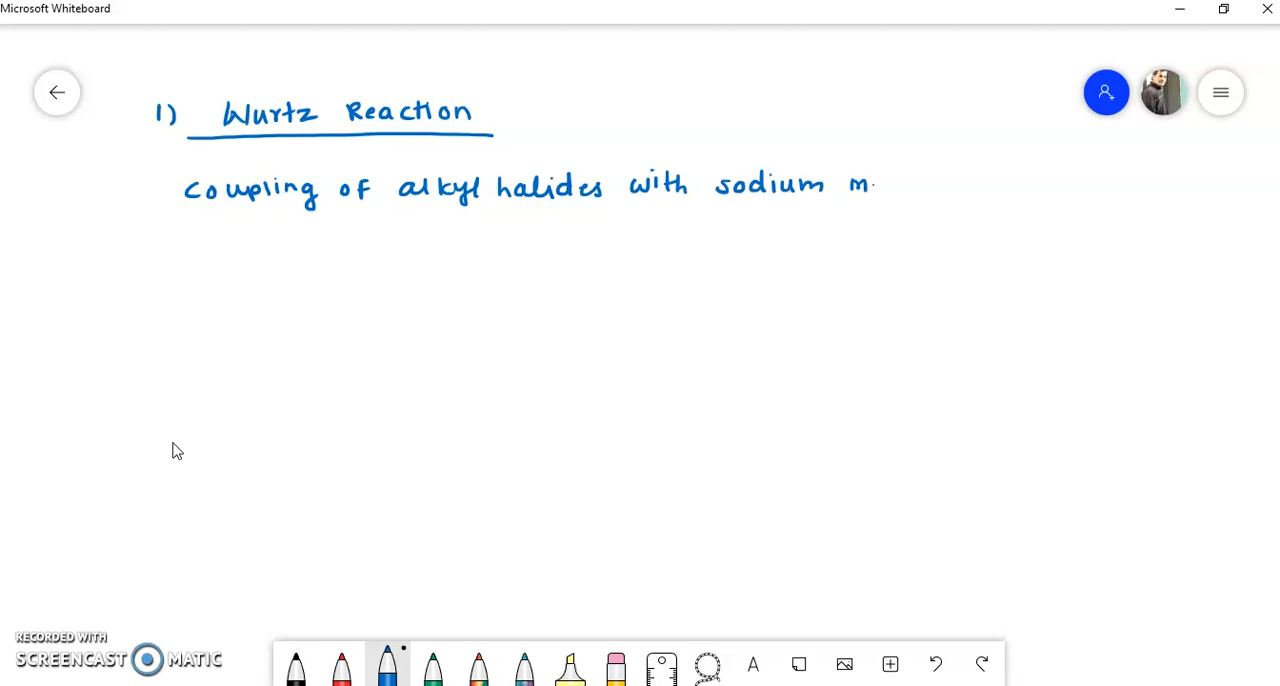 Microsoft Whiteboard
1) Wurtz Reaction
coupling of alkyl halides with sodium m
RECORDED WITH
SCREENCAST MATIC
A